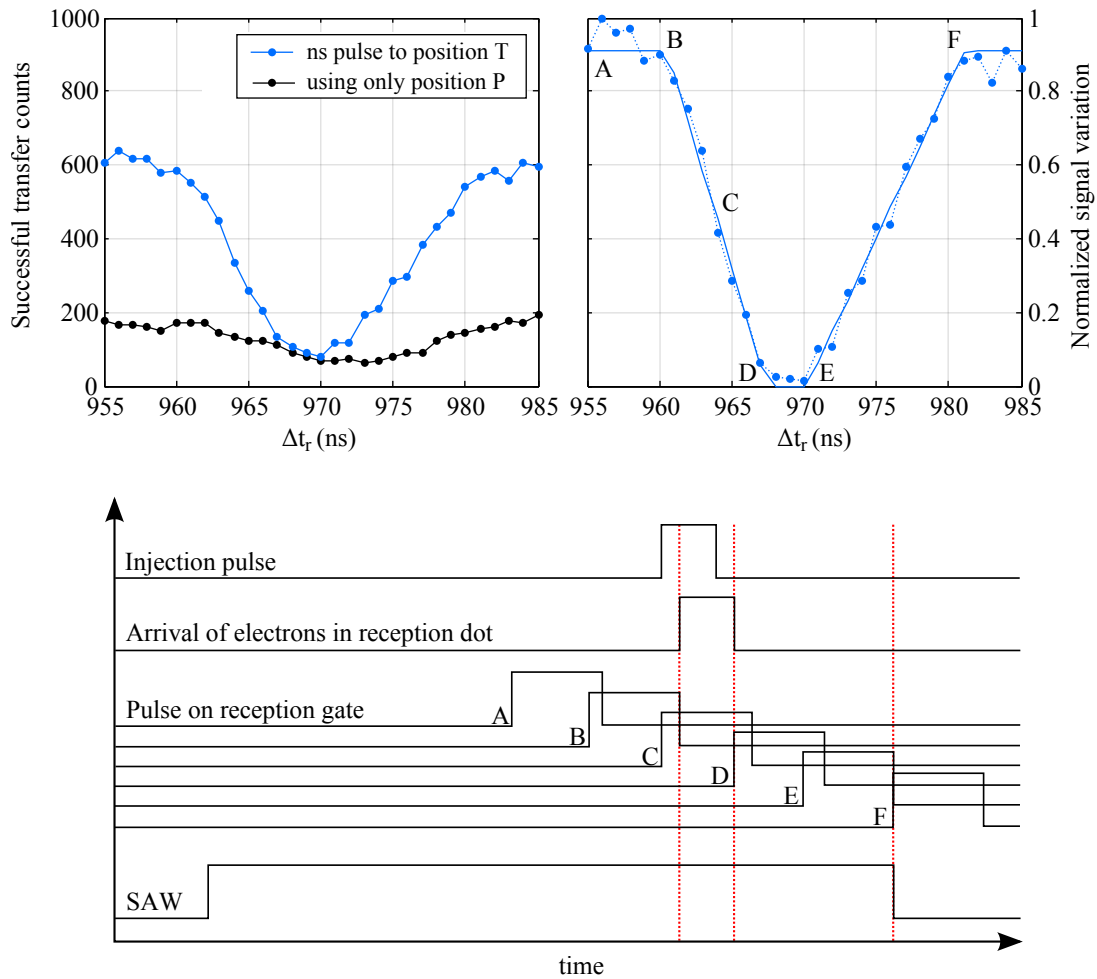 1000
800
600
400
200
0
Successful transfer counts
ns pulse to position T
using only position P
955 960 965 970 975 980 985
Δtr (ns)
A
B
C
D
E
F
1
0.8
0.6
0.4
0.2
0
Normalized signal variation
955 960 965 970 975 980 985
Δtr (ns)
Injection pulse
Arrival of electrons in reception dot
Pulse on reception gate
A
B
C
D
E
F
SAW
time